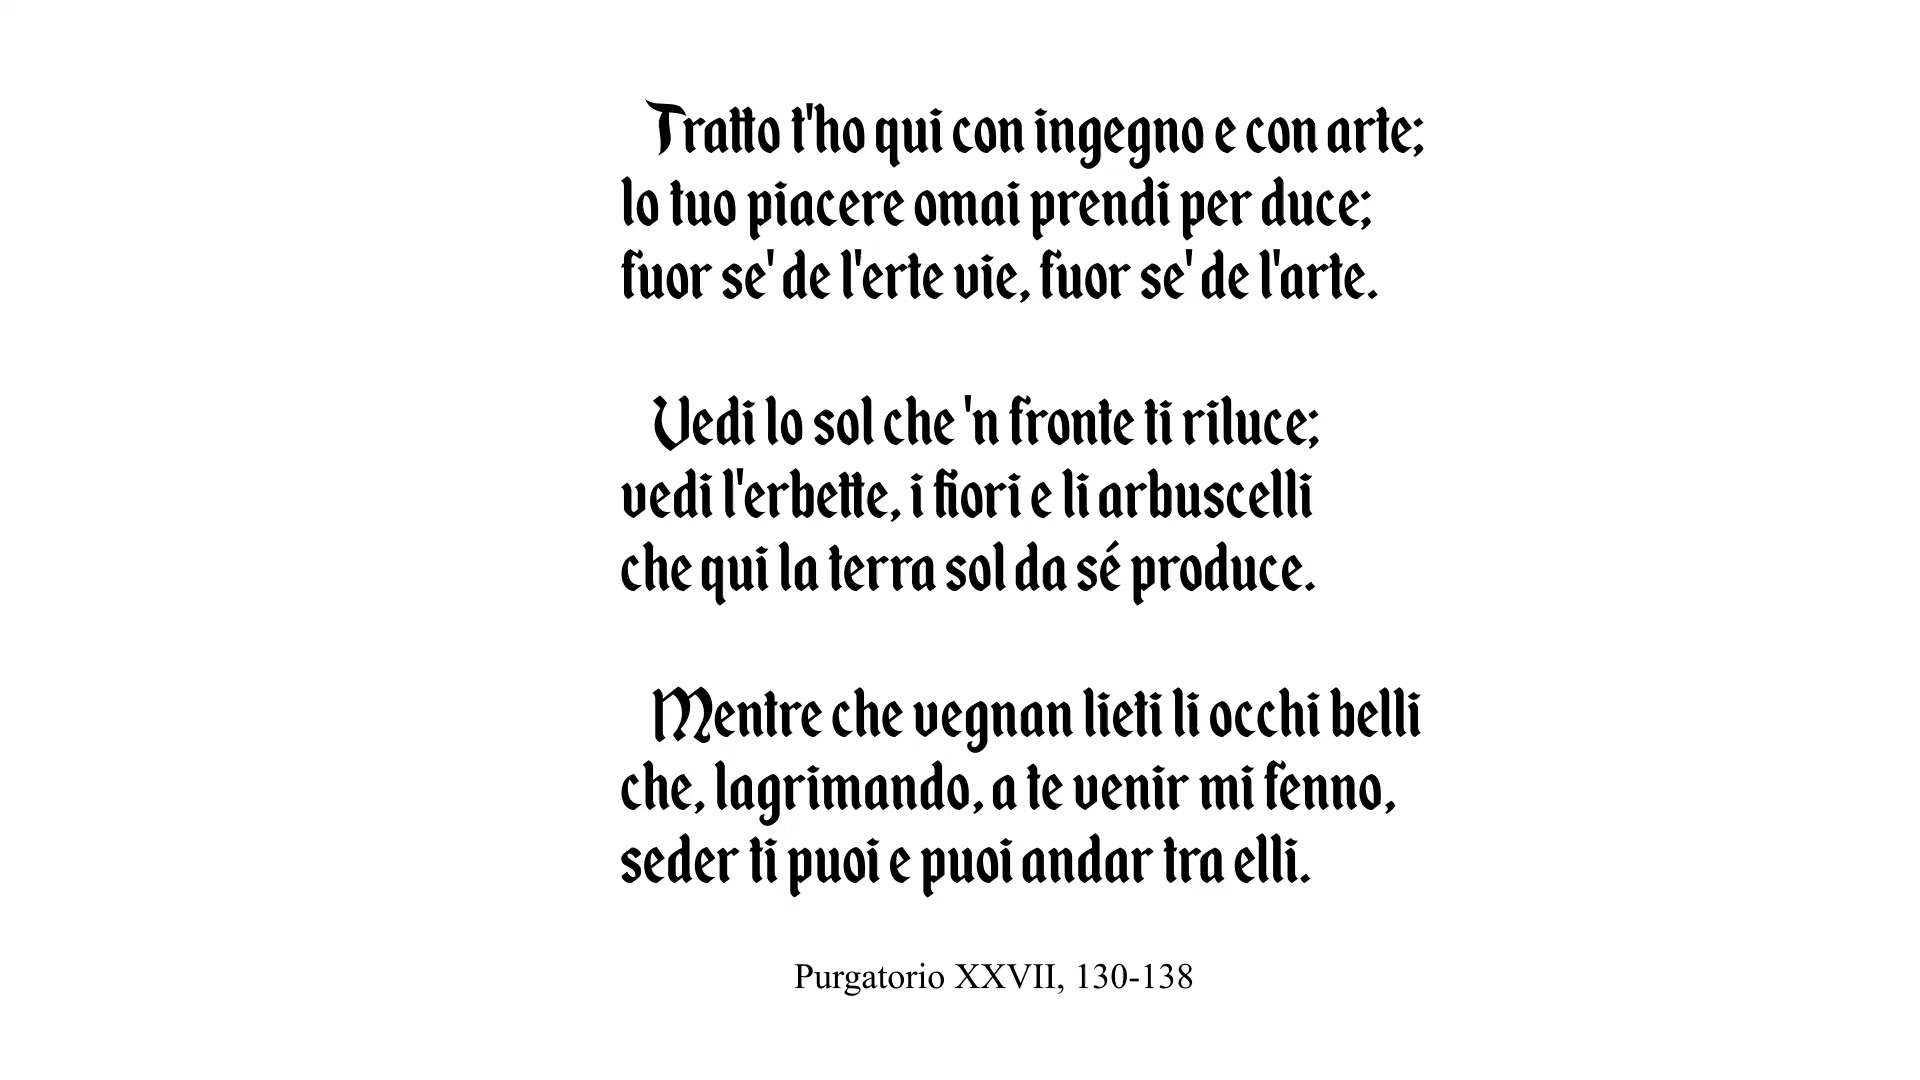 Tratto t'ho qui con ingegno e con arte;
lo tuo piacere omai prendi per duce;
fuor se' de l'erte vie, fuor se' de l'arte.
Vedi lo sol che 'n fronte ti riluce;
vedi l'erbette, i fiori e li arbuscelli
che qui la terra sol da sé produce.
Mentre che vegnan lieti li occhi belli
che, lagrimando, a te venir mi fenno,
seder ti puoi e puoi andar tra elli.
Purgatorio XXVII, 130-138